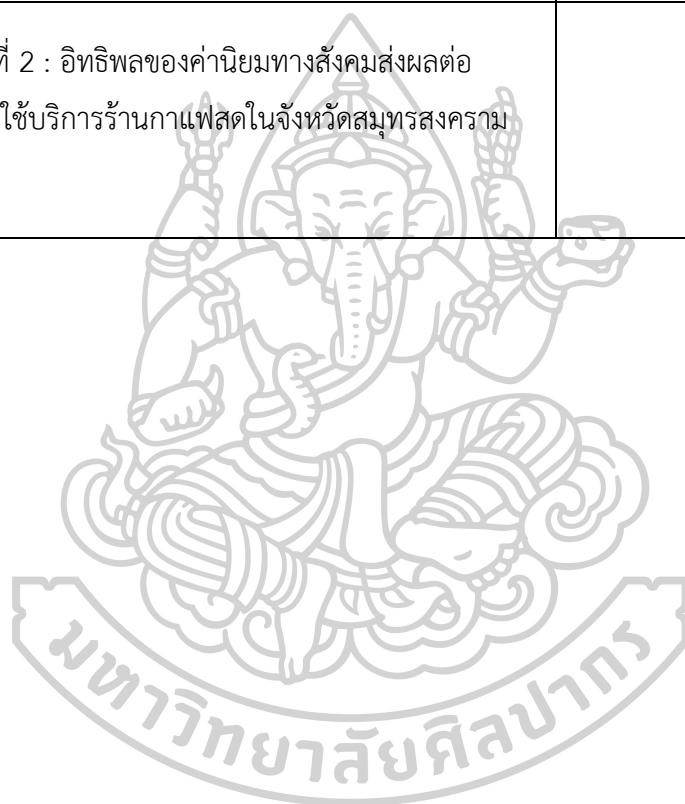 ที่ 2 : อิทธิพลของค่านิยมทางสังคมส่งผลต่อ
ใช้บริการร้านกาแฟสดในจังหวัดสมุทรสงคราม
มหาวิทยาลัยศิลปากร